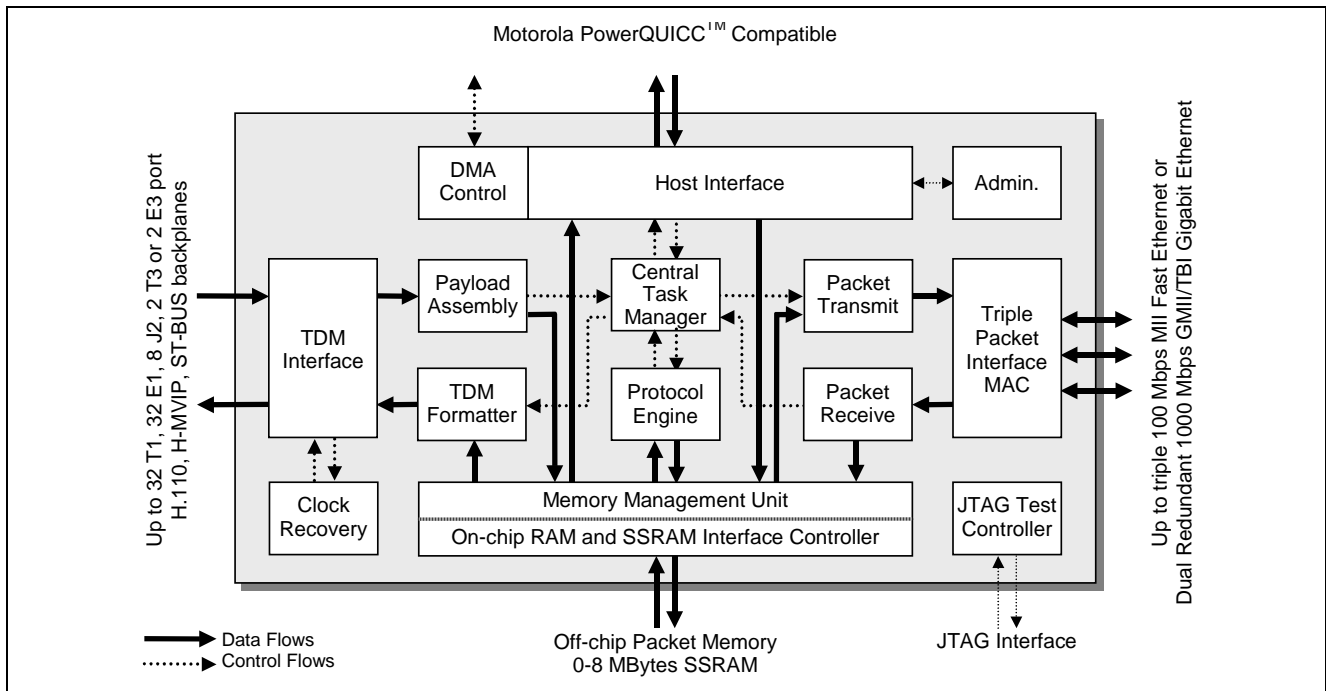 Motorola PowerQUICC™ Compatible
Up to 32 T1, 32 E1, 8 J2, 2 T3 or 2 E3 port
H.110, H-MVIP, ST-BUS backplanes
DMA
Control
Host Interface
Admin.
TDM
Interface
Payload
Assembly
Central
Task
Manager
Packet
Transmit
Triple
Packet
Interface
MAC
TDM
Formatter
Protocol
Engine
Packet
Receive
Clock
Recovery
Memory Management Unit
On-chip RAM and SSRAM Interface Controller
JTAG Test
Controller
Up to triple 100 Mbps MII Fast Ethernet or
Dual Redundant 1000 Mbps GMII/TBI Gigabit Ethernet
Data Flows
Control Flows
Off-chip Packet Memory
0-8 MBytes SSRAM
JTAG Interface